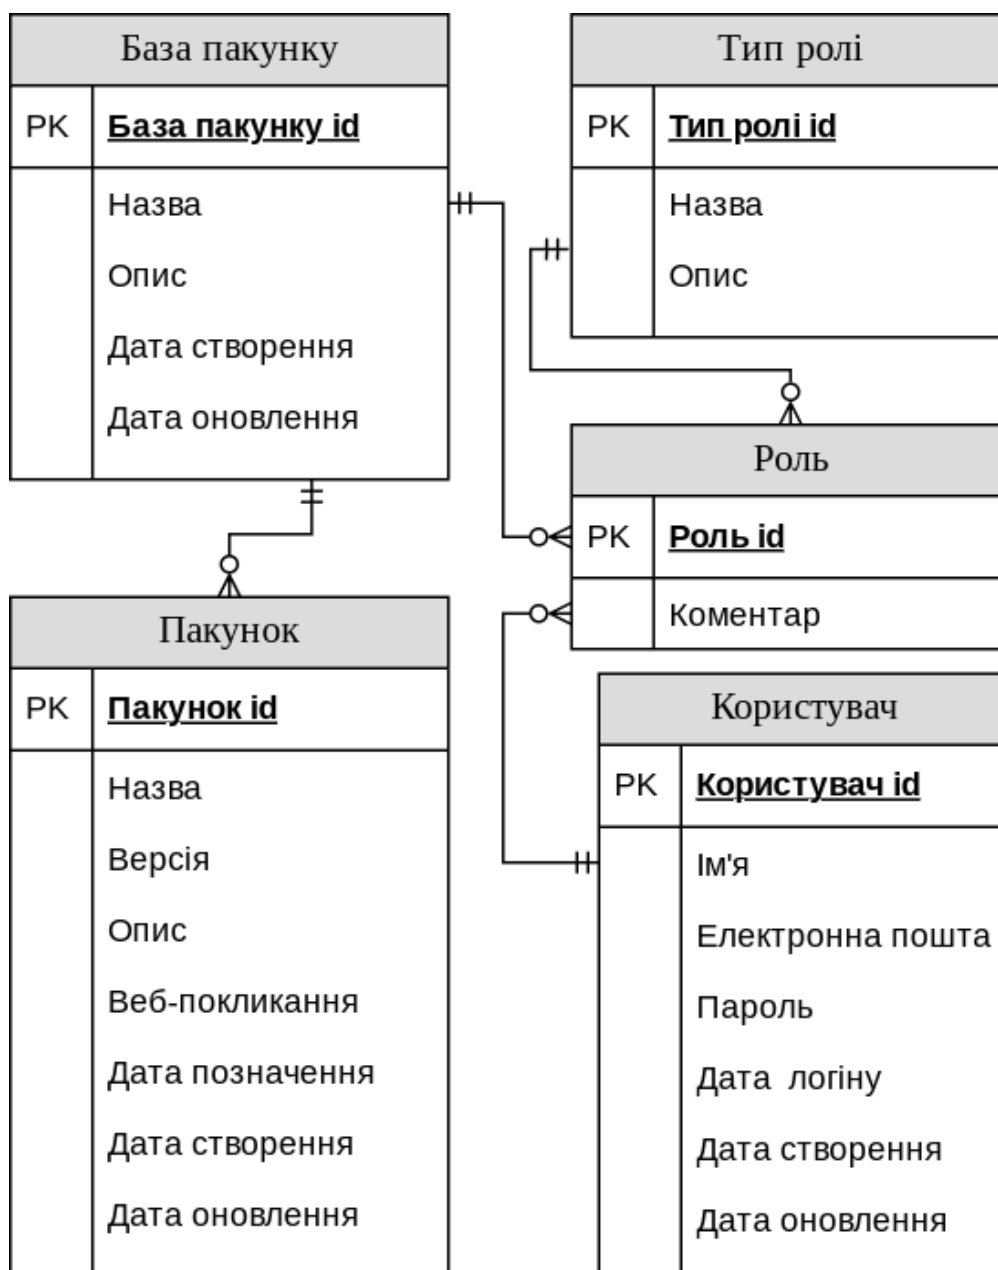 База пакунку
PK База пакунку id
Назва
Опис
Дата створення
Дата оновлення
Тип ролі
PK Тип ролі id
Назва
Опис
Роль
PK Роль id
Коментар
Пакунок
PK Пакунок id
Назва
Версія
Опис
Веб-покликання
Дата позначення
Дата створення
Дата оновлення
Користувач
PK Користувач id
Ім'я
Електронна пошта
Пароль
Дата логіну
Дата створення
Дата оновлення